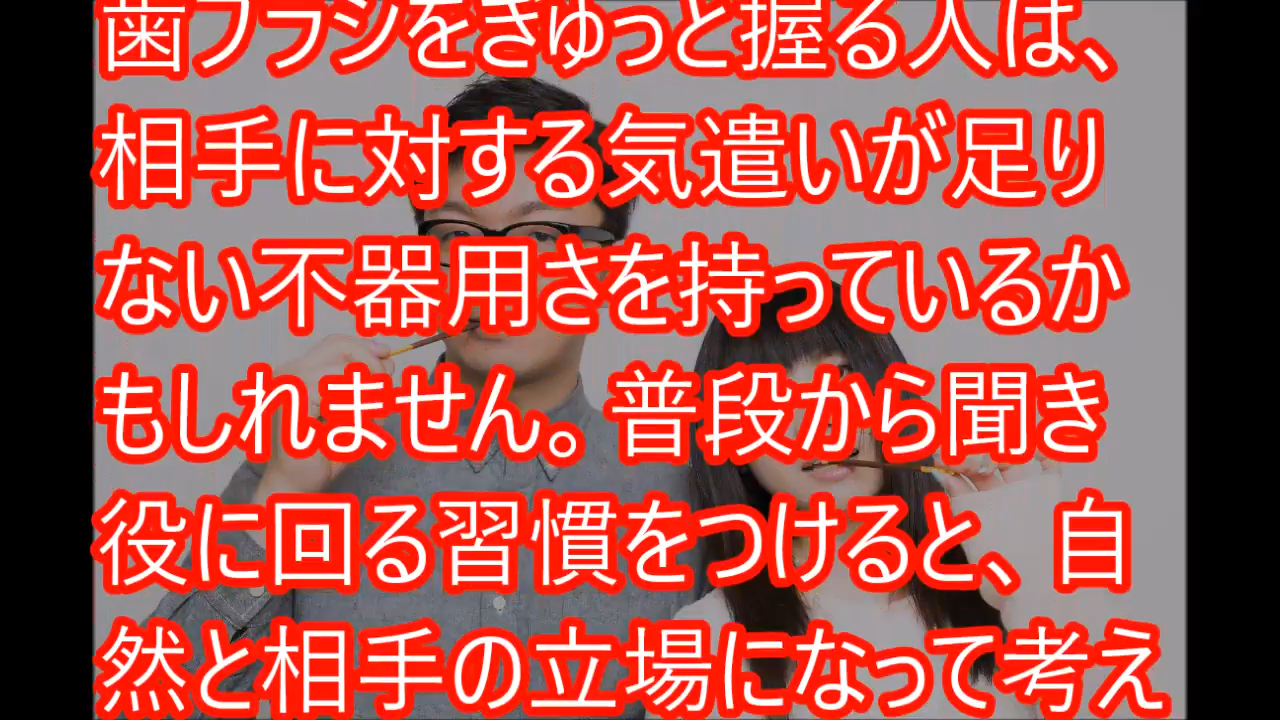 歯ブラシをぎゅっと握る人は、
相手に対する気遣いが足り
ない不器用さを持っているか
もしれません。普段から聞き
役に回る習慣をつけると、自
然と相手の立場になって考え